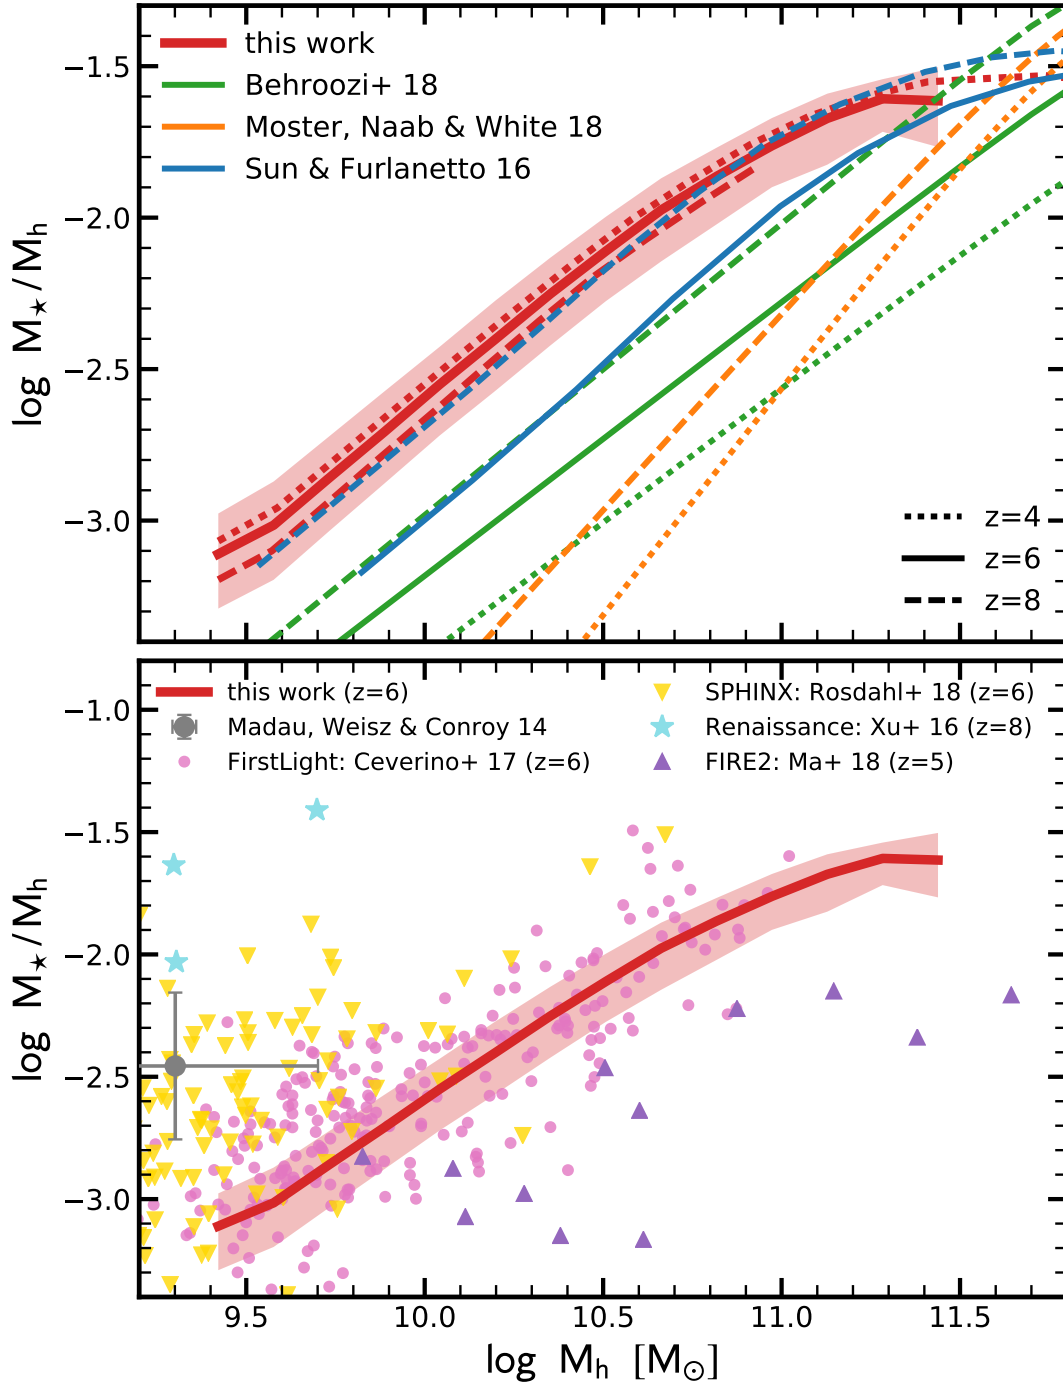 this work
Behroozi+ 18
Moster, Naab & White 18
Sun & Furlanetto 16
−1.5
−2.0
−2.5
−3.0
log M★/Mh
z=4
z=6
z=8
this work (z=6)
Madau, Weisz & Conroy 14
FirstLight: Ceverino+ 17 (z=6)
SPHINX: Rosdahl+ 18 (z=6)
Renaissance: Xu+ 16 (z=8)
FIRE2: Ma+ 18 (z=5)
−1.0
−1.5
−2.0
−2.5
−3.0
log M★/Mh
9.5 10.0 10.5 11.0 11.5
log Mh [M⊙]